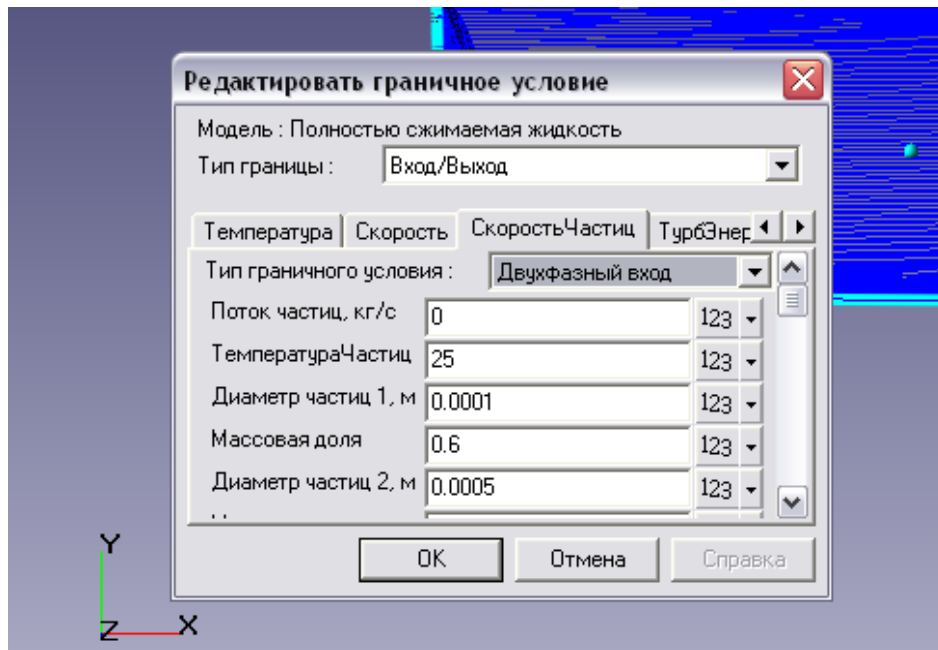 Редактировать граничное условие
Модель : Полностью сжимаемая жидкость
Тип границы : Вход/Выход
Температура Скорость СкоростьЧастиц ТурбЭнер
Тип граничного условия : Двухфазный вход
Поток частиц, кг/с 0 123
ТемператураЧастиц 25 123
Диаметр частиц 1, м 0.0001 123
Массовая доля 0.6 123
Диаметр частиц 2, м 0.0005 123
OK Отмена Справка
Y
Z X